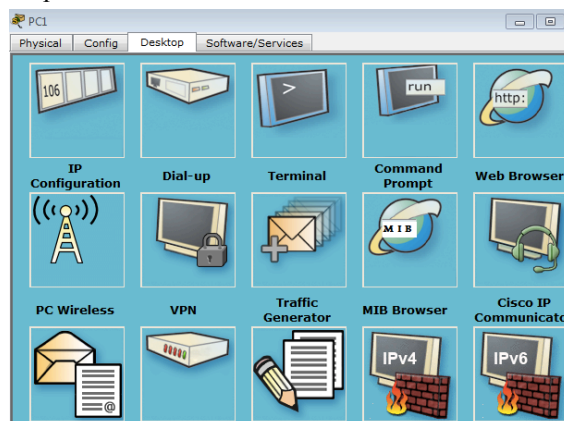 PC1
Physical Config Desktop Software/Services
106
>
run
http:
IP
Configuration
Dial-up
Terminal
Command
Prompt
Web Browser
MIB
PC Wireless
VPN
Traffic
Generator
MIB Browser
Cisco IP
Communicato
@
IPv4
IPv6